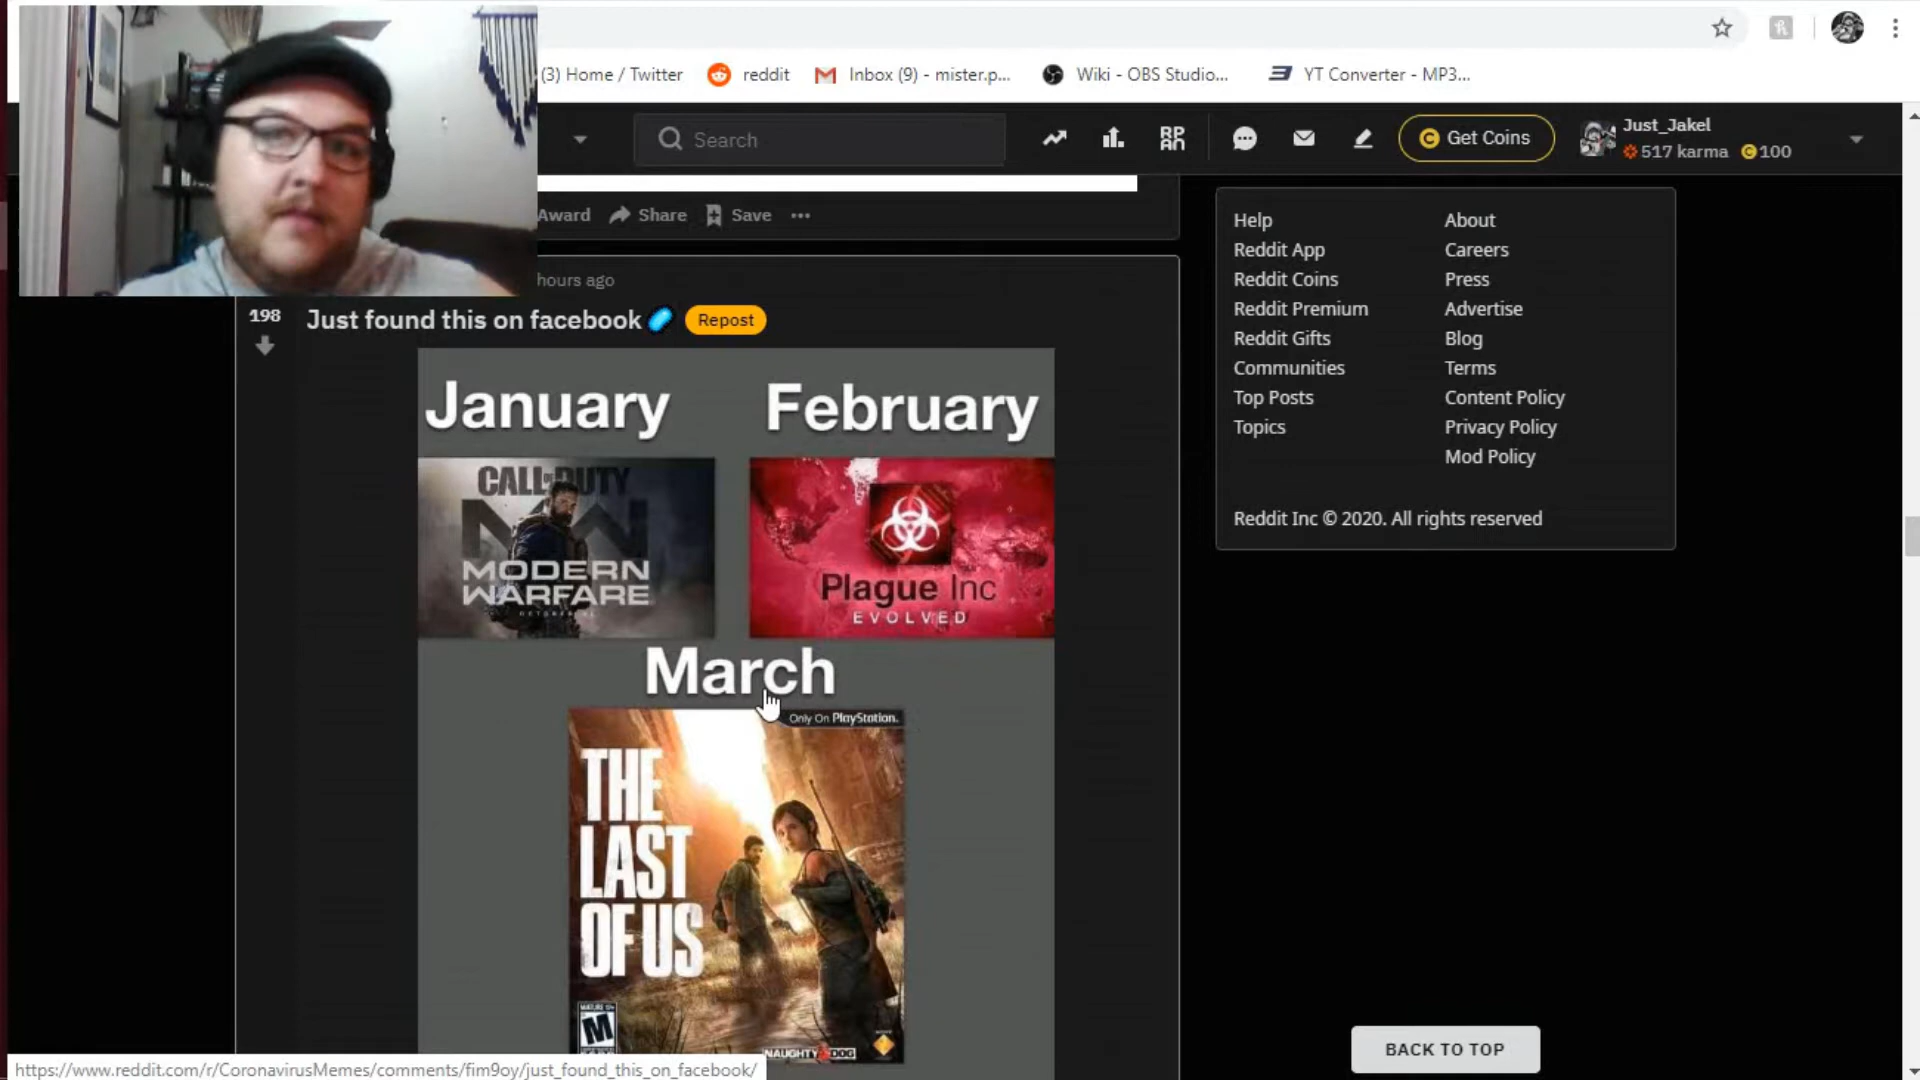 (3) Home / Twitter
reddit
Inbox (9) - mister.p...
Wiki - OBS Studio...
YT Converter - MP3...
Search
RPAN
Get Coins
Just_Jakel
517 karma
100
Award
Share
Save
hours ago
198
Just found this on facebook
Repost
January
February
CALL OF DUTY
MW
MODERN
WARFARE
Plague Inc
EVOLVED
March
Only On PlayStation.
THE
LAST
OF US
MATURE 17+
M
NAUGHTY DOG
Help
About
Reddit App
Careers
Reddit Coins
Press
Reddit Premium
Advertise
Reddit Gifts
Blog
Communities
Terms
Top Posts
Content Policy
Topics
Privacy Policy
Mod Policy
Reddit Inc © 2020. All rights reserved
BACK TO TOP
https://www.reddit.com/r/CoronavirusMemes/comments/fim9oy/just_found_this_on_facebook/